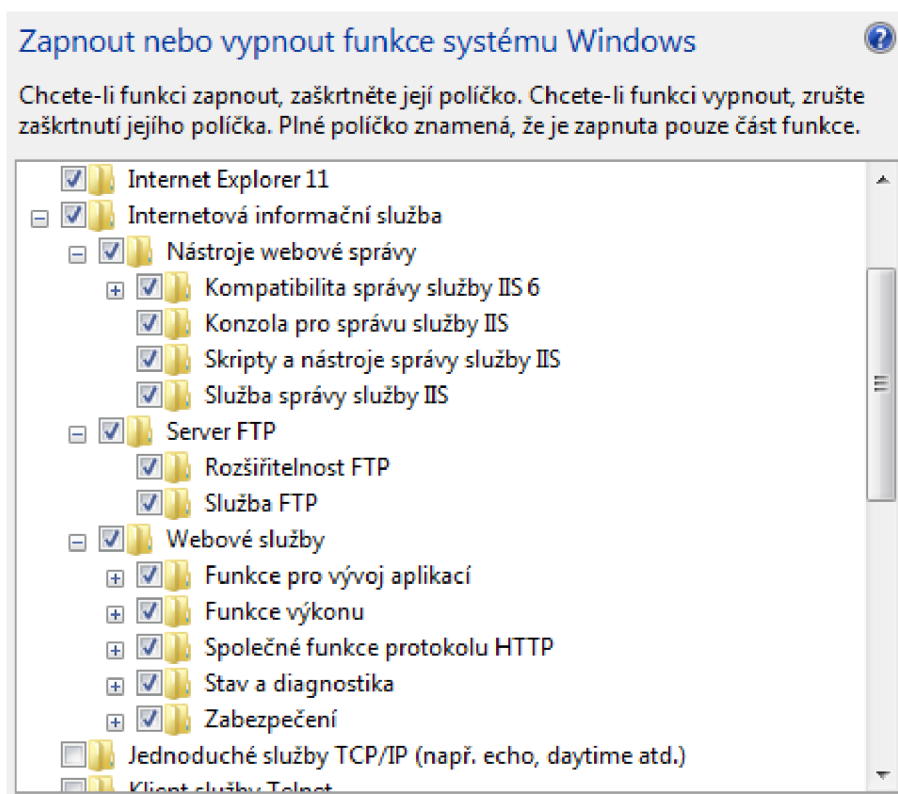 Zapnout nebo vypnout funkce systému Windows
Chcete-li funkci zapnout, zaškrtněte její políčko. Chcete-li funkci vypnout, zrušte
zaškrtnutí jejího políčka. Plné políčko znamená, že je zapnuta pouze část funkce.
Internet Explorer 11
Internetová informační služba
Nástroje webové správy
Kompatibilita správy služby IIS 6
Konzola pro správu služby IIS
Skripty a nástroje správy služby IIS
Služba správy služby IIS
Server FTP
Rozšiřitelnost FTP
Služba FTP
Webové služby
Funkce pro vývoj aplikací
Funkce výkonu
Společné funkce protokolu HTTP
Stav a diagnostika
Zabezpečení
Jednoduché služby TCP/IP (např. echo, daytime atd.)
Klient služby Telnet